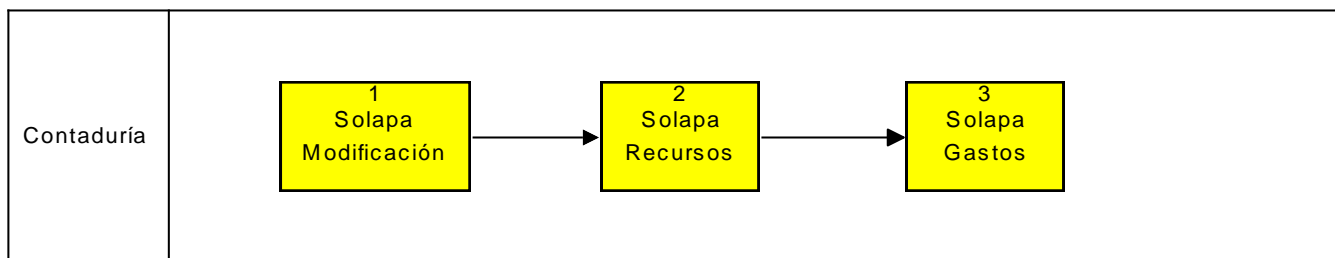 Contaduría
1
Solapa
Modificación
2
Solapa
Recursos
3
Solapa
Gastos